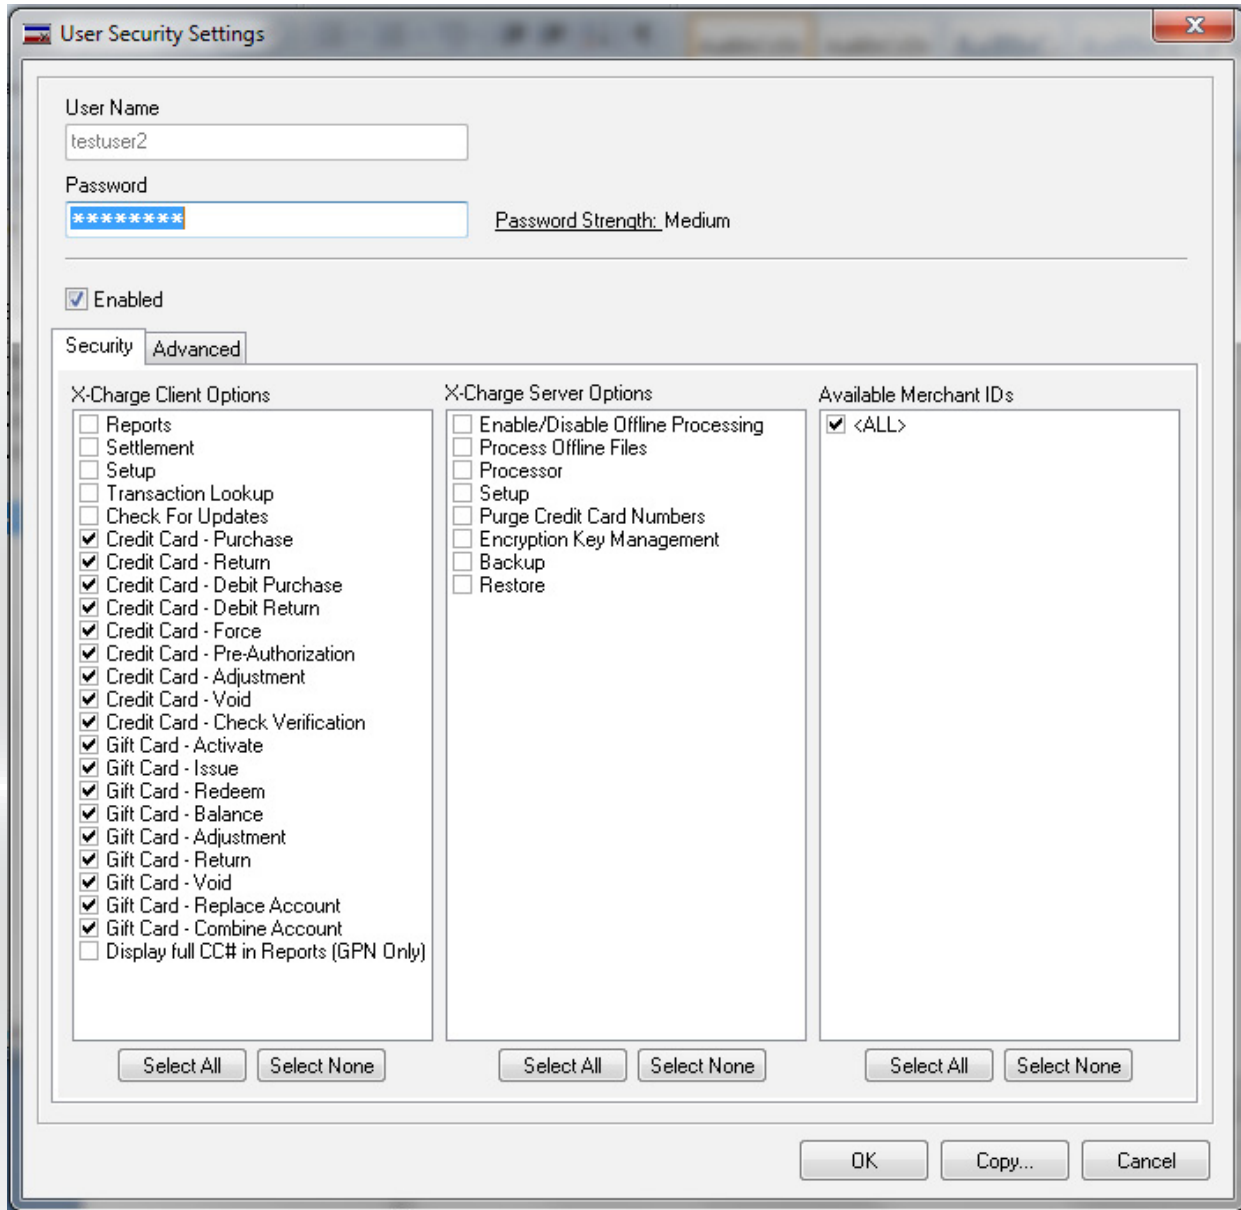 User Security Settings
User Name
testuser2
Password
********
Password Strength: Medium
Enabled
Security
Advanced
X-Charge Client Options
Reports
Settlement
Setup
Transaction Lookup
Check For Updates
Credit Card - Purchase
Credit Card - Return
Credit Card - Debit Purchase
Credit Card - Debit Return
Credit Card - Force
Credit Card - Pre-Authorization
Credit Card - Adjustment
Credit Card - Void
Credit Card - Check Verification
Gift Card - Activate
Gift Card - Issue
Gift Card - Redeem
Gift Card - Balance
Gift Card - Adjustment
Gift Card - Return
Gift Card - Void
Gift Card - Replace Account
Gift Card - Combine Account
Display full CC# in Reports (GPN Only)
Select All
Select None
X-Charge Server Options
Enable/Disable Offline Processing
Process Offline Files
Processor
Setup
Purge Credit Card Numbers
Encryption Key Management
Backup
Restore
Select All
Select None
Available Merchant IDs
<ALL>
Select All
Select None
OK
Copy...
Cancel